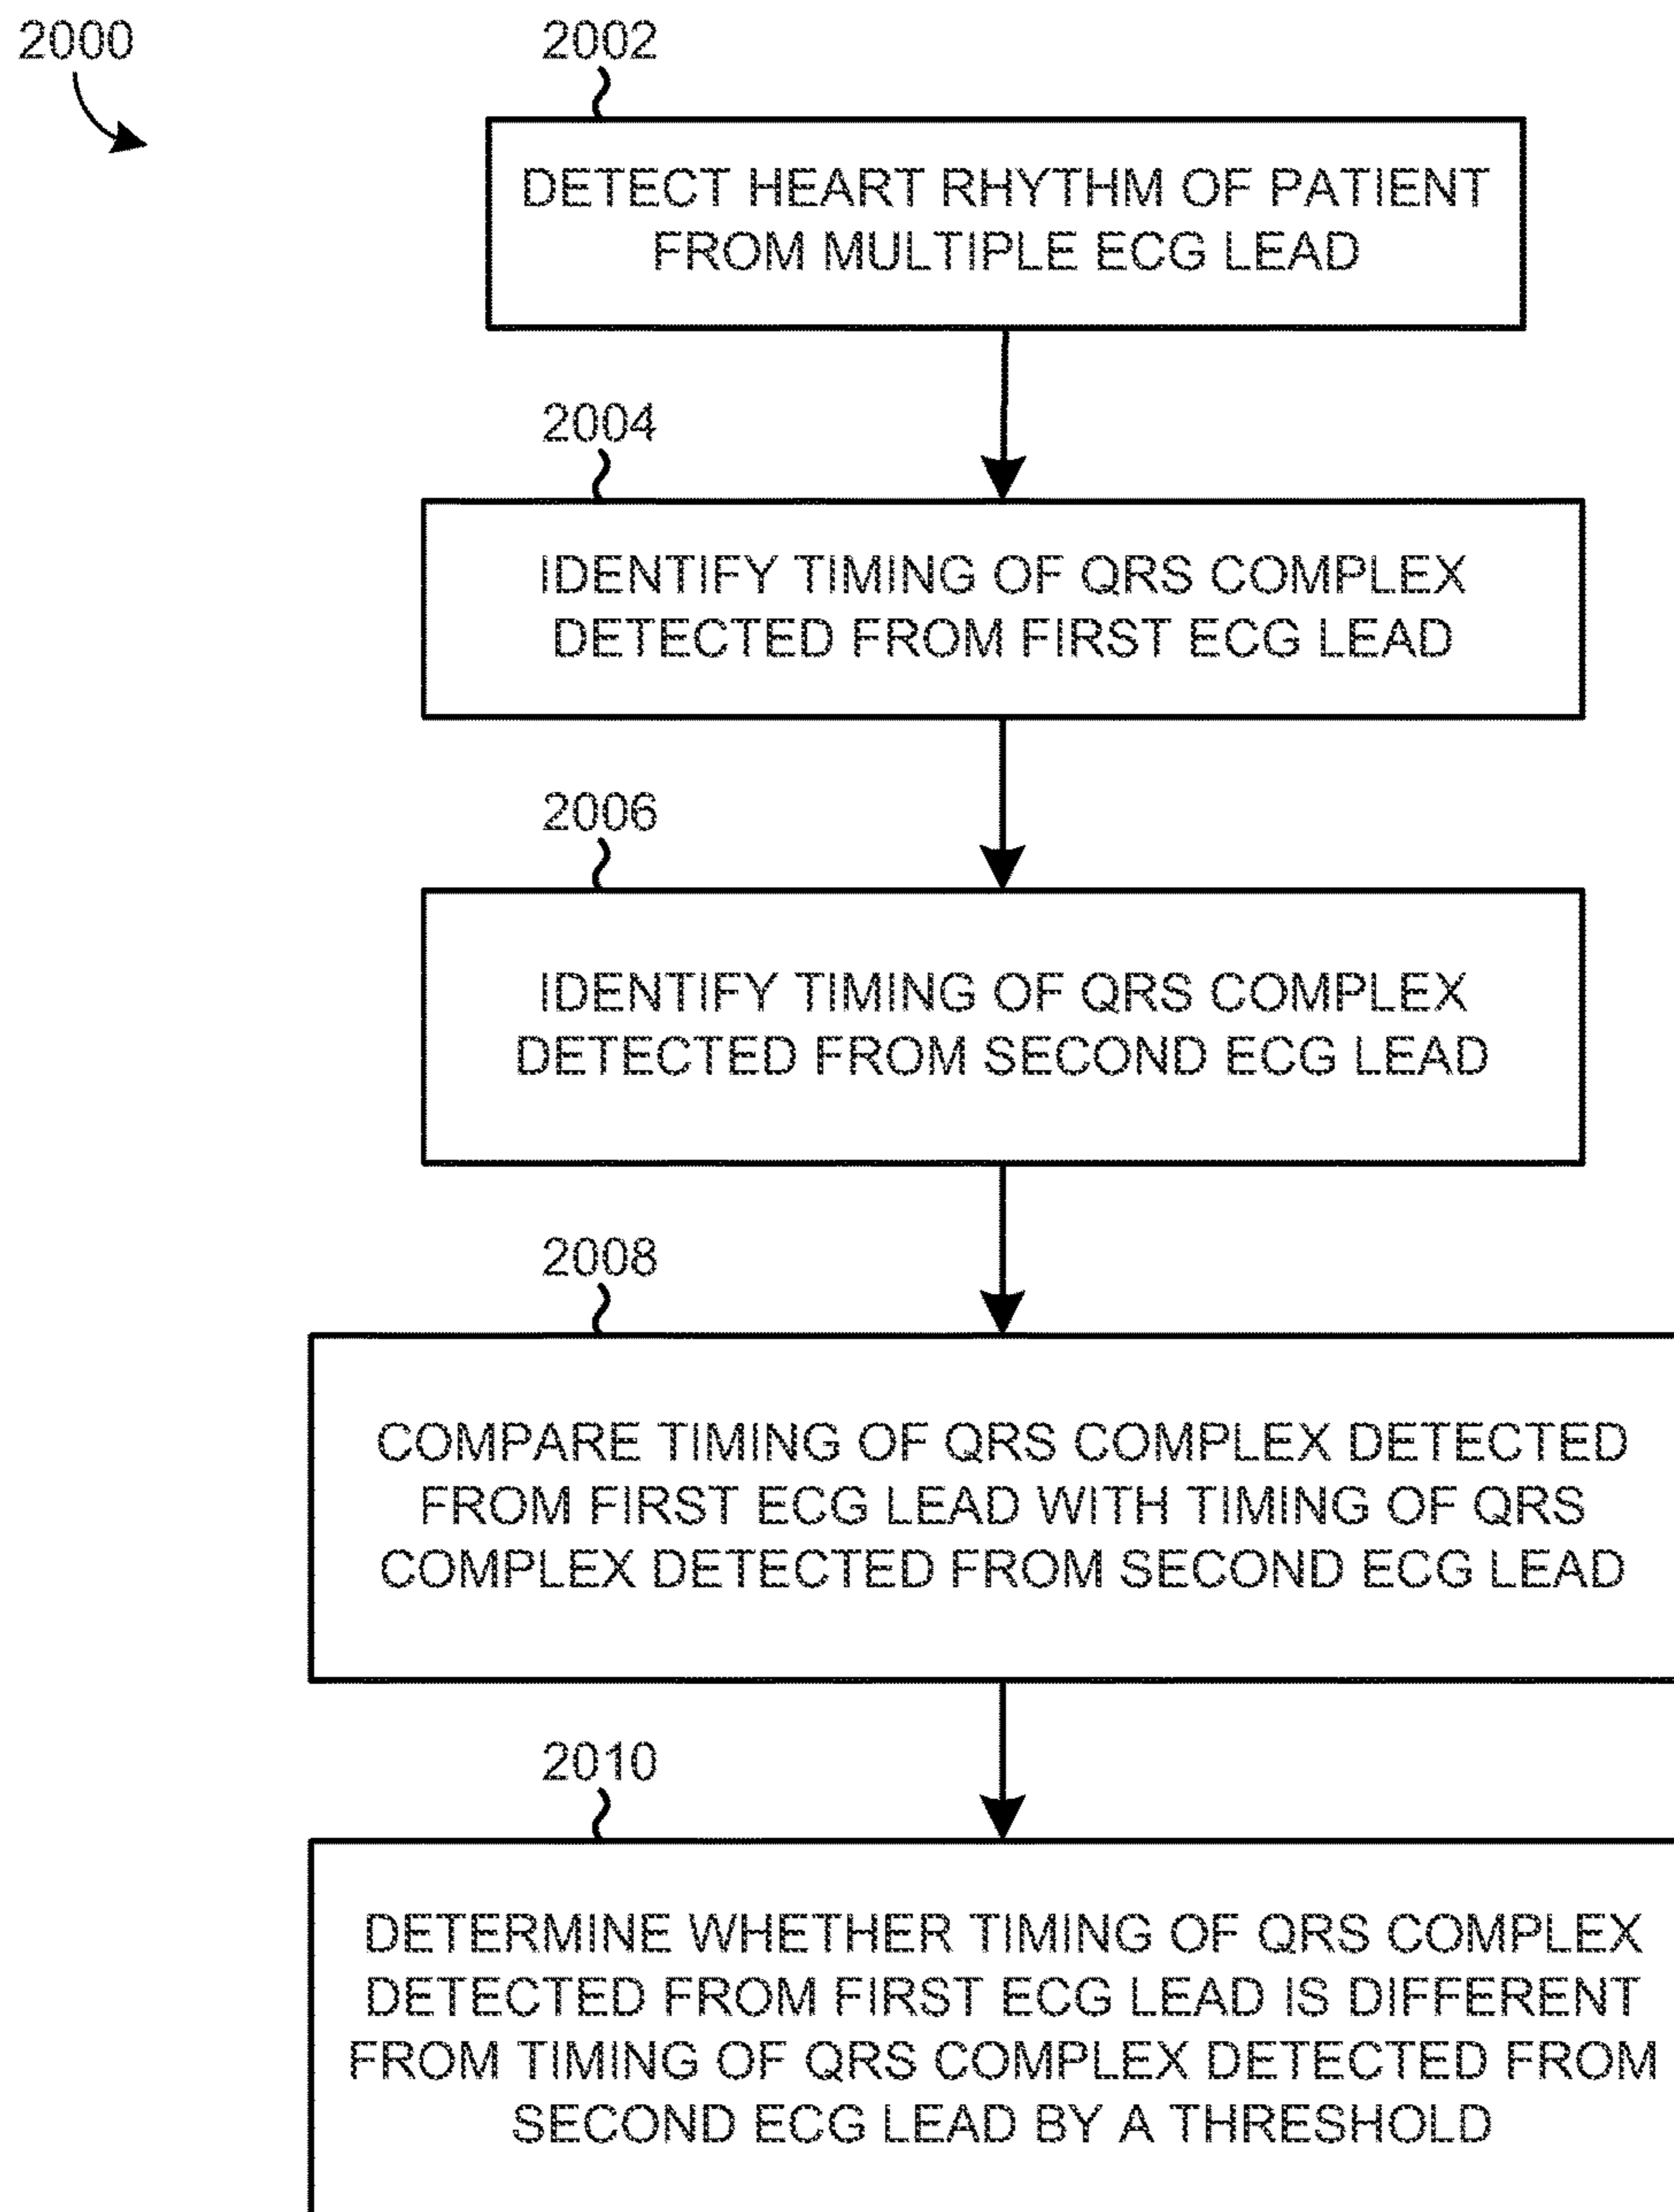 2000
2002
DETECT HEART RHYTHM OF PATIENT
FROM MULTIPLE ECG LEAD
2004
IDENTIFY TIMING OF QRS COMPLEX
DETECTED FROM FIRST ECG LEAD
2006
IDENTIFY TIMING OF QRS COMPLEX
DETECTED FROM SECOND ECG LEAD
2008
COMPARE TIMING OF QRS COMPLEX DETECTED
FROM FIRST ECG LEAD WITH TIMING OF QRS
COMPLEX DETECTED FROM SECOND ECG LEAD
2010
DETERMINE WHETHER TIMING OF QRS COMPLEX
DETECTED FROM FIRST ECG LEAD IS DIFFERENT
FROM TIMING OF QRS COMPLEX DETECTED FROM
SECOND ECG LEAD BY A THRESHOLD